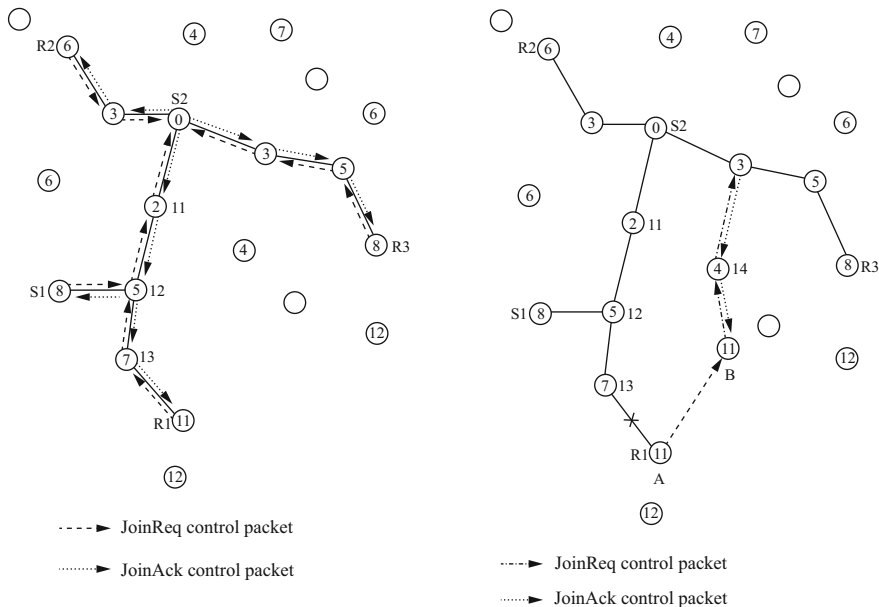 4
7
R2 6
S2
3
0
6
3
5
6
2 11
4
8 R3
S1 8
5 12
12
7 13
R1 11
12
JoinReq control packet
JoinAck control packet
R2 6
4
7
3
0 S2
6
3
5
6
2 11
4 14
8 R3
S1 8
5 12
11
B
12
7 13
R1 11
A
12
JoinReq control packet
JoinAck control packet